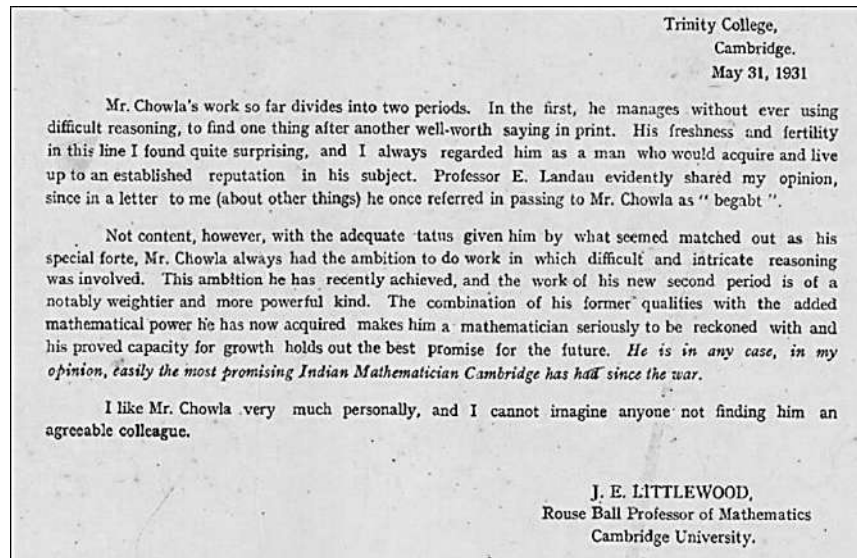 Trinity College,
Cambridge.
May 31, 1931
Mr. Chowla's work so far divides into two periods. In the first, he manages without ever using
difficult reasoning, to find one thing after another well-worth saying in print. His freshness and fertility
in this line I found quite surprising, and I always regarded him as a man who would acquire and live
up to an established reputation in his subject. Professor E. Landau evidently shared my opinion,
since in a letter to me (about other things) he once referred in passing to Mr. Chowla as " begabt ".
Not content, however, with the adequate tatus given him by what seemed matched out as his
special forte, Mr. Chowla always had the ambition to do work in which difficult and intricate reasoning
was involved. This ambition he has recently achieved, and the work of his new second period is of a
notably weightier and more powerful kind. The combination of his former qualities with the added
mathematical power he has now acquired makes him a mathematician seriously to be reckoned with and
his proved capacity for growth holds out the best promise for the future. He is in any case, in my
opinion, easily the most promising Indian Mathematician Cambridge has had since the war.
I like Mr. Chowla very much personally, and I cannot imagine anyone not finding him an
agreeable colleague.
J. E. LITTLEWOOD,
Rouse Ball Professor of Mathematics
Cambridge University.